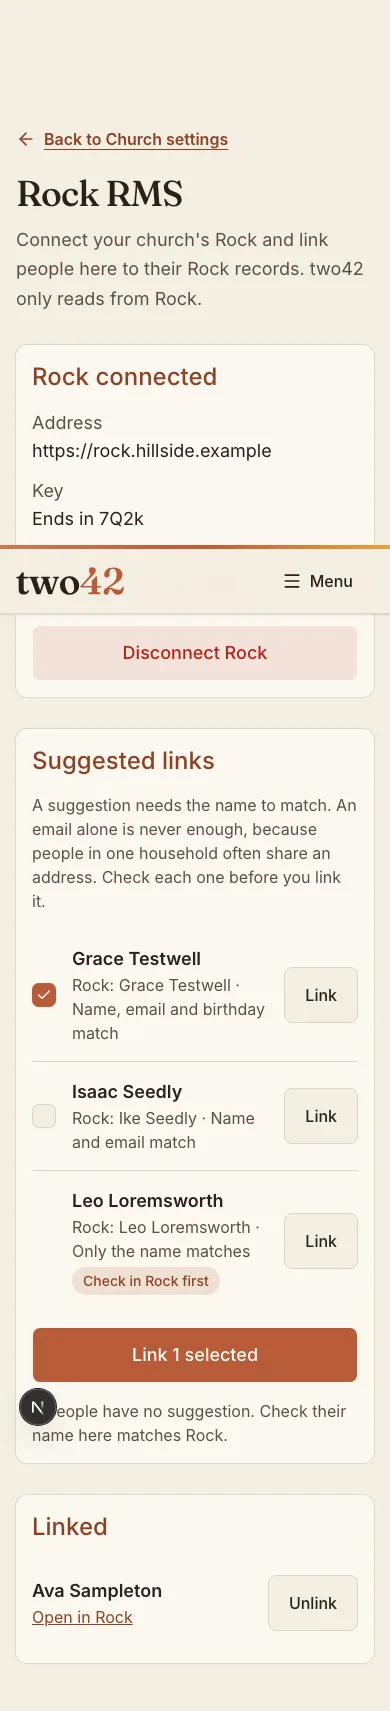 ← Back to Church settings
Rock RMS
Connect your church's Rock and link
people here to their Rock records. two42
only reads from Rock.
Rock connected
Address
https://rock.hillside.example
Key
Ends in 7Q2k
two42
Menu
Disconnect Rock
Suggested links
A suggestion needs the name to match. An
email alone is never enough, because
people in one household often share an
address. Check each one before you link
it.
Grace Testwell
Rock: Grace Testwell ·
Name, email and birthday
match
Link
Isaac Seedly
Rock: Ike Seedly · Name
and email match
Link
Leo Loremsworth
Rock: Leo Loremsworth ·
Only the name matches
Check in Rock first
Link
Link 1 selected
N
eople have no suggestion. Check their
name here matches Rock.
Linked
Ava Sampleton
Open in Rock
Unlink